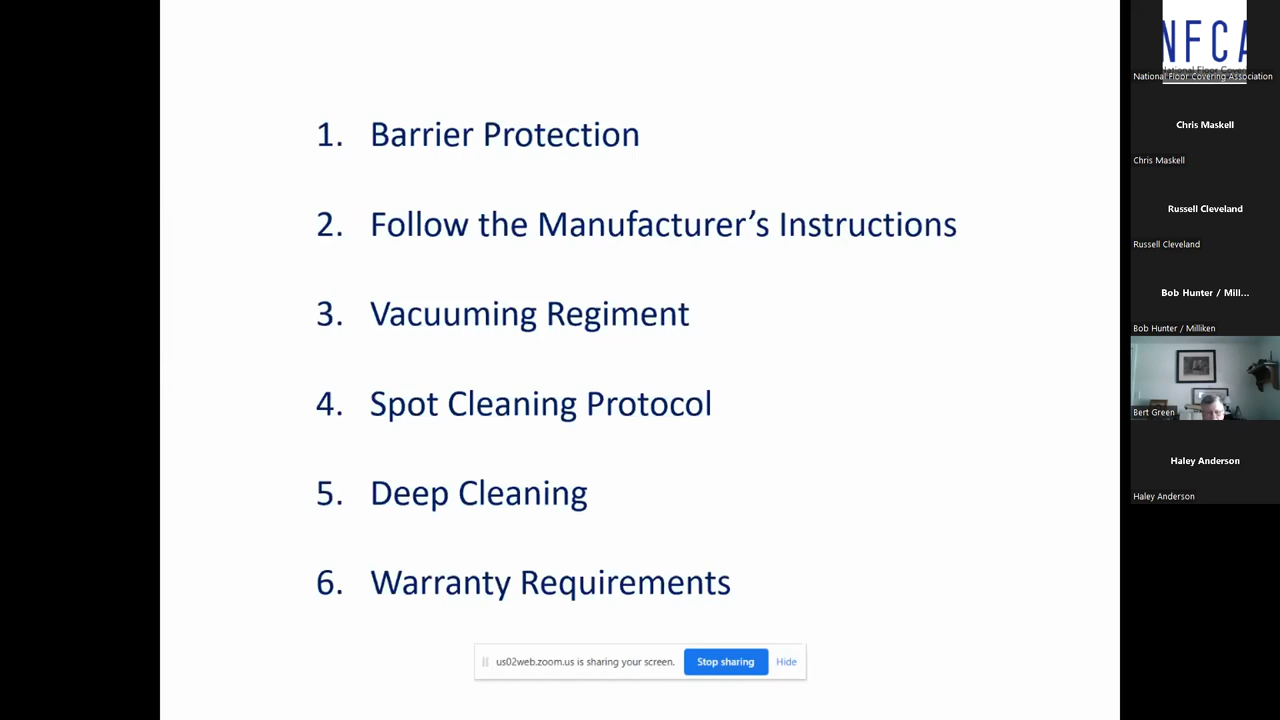 1. Barrier Protection
2. Follow the Manufacturer’s Instructions
3. Vacuuming Regiment
4. Spot Cleaning Protocol
5. Deep Cleaning
6. Warranty Requirements
us02web.zoom.us is sharing your screen. Stop sharing Hide
NFCA
National Floor Covering Association
Chris Maskell
Chris Maskell
Russell Cleveland
Russell Cleveland
Bob Hunter / Mill...
Bob Hunter / Milliken
Bert Green
Haley Anderson
Haley Anderson